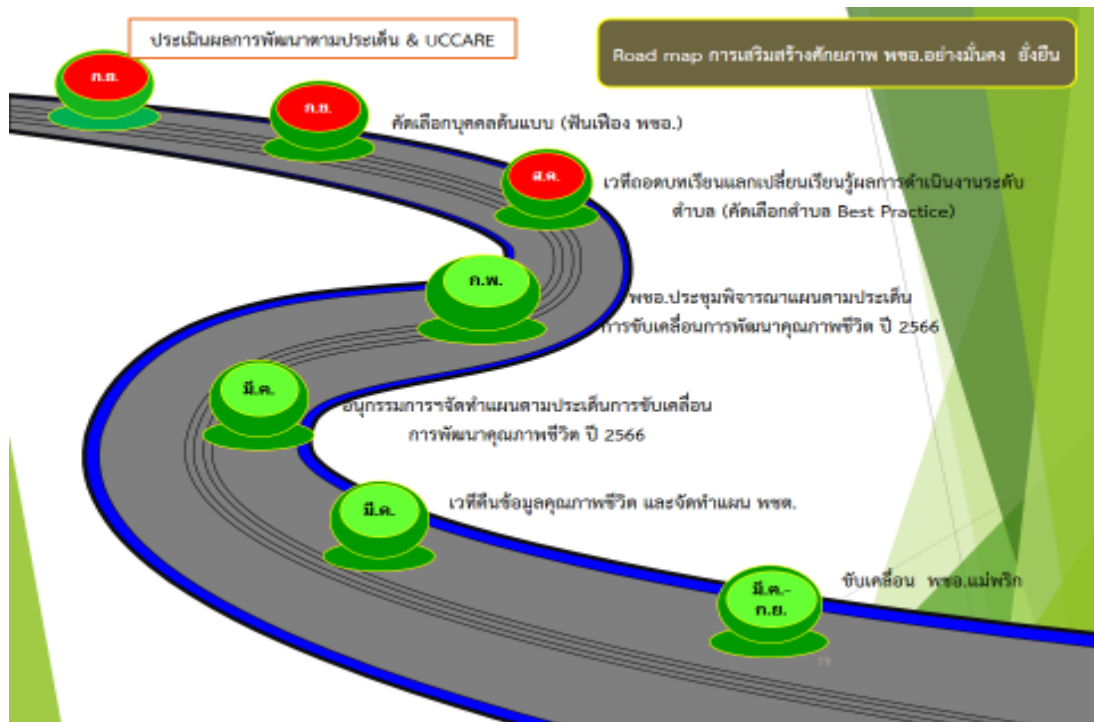 ประเมินผลการพัฒนาตามประเด็น & UCCARE
Road map การเสริมสร้างศักยภาพ พชอ.อย่างมั่นคง ยั่งยืน
ก.ย.
ก.ย.
คัดเลือกบุคคลต้นแบบ (ฟันเฟือง พชอ.)
ส.ค.
เวทีถอดบทเรียนแลกเปลี่ยนเรียนรู้ผลการดำเนินงานระดับ
ตำบล (คัดเลือกตำบล Best Practice)
ก.พ.
พชอ.ประชุมพิจารณาแผนตามประเด็น
การขับเคลื่อนการพัฒนาคุณภาพชีวิต ปี 2566
มี.ค.
อนุกรรมการฯจัดทำแผนตามประเด็นการขับเคลื่อน
การพัฒนาคุณภาพชีวิต ปี 2566
มี.ค.
เวทีคืนข้อมูลคุณภาพชีวิต และจัดทำแผน พชต.
มี.ค.-
ก.ย.
ขับเคลื่อน พชอ.แม่พริก
19